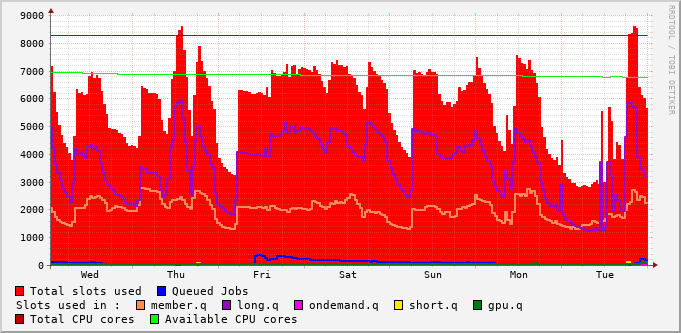 RRDTOOL / TOBI OETIKER
9000
8000
7000
6000
5000
4000
3000
2000
1000
0
Wed Thu Fri Sat Sun Mon Tue
Total slots used Queued Jobs
Slots used in : member.q long.q ondemand.q short.q gpu.q
Total CPU cores Available CPU cores